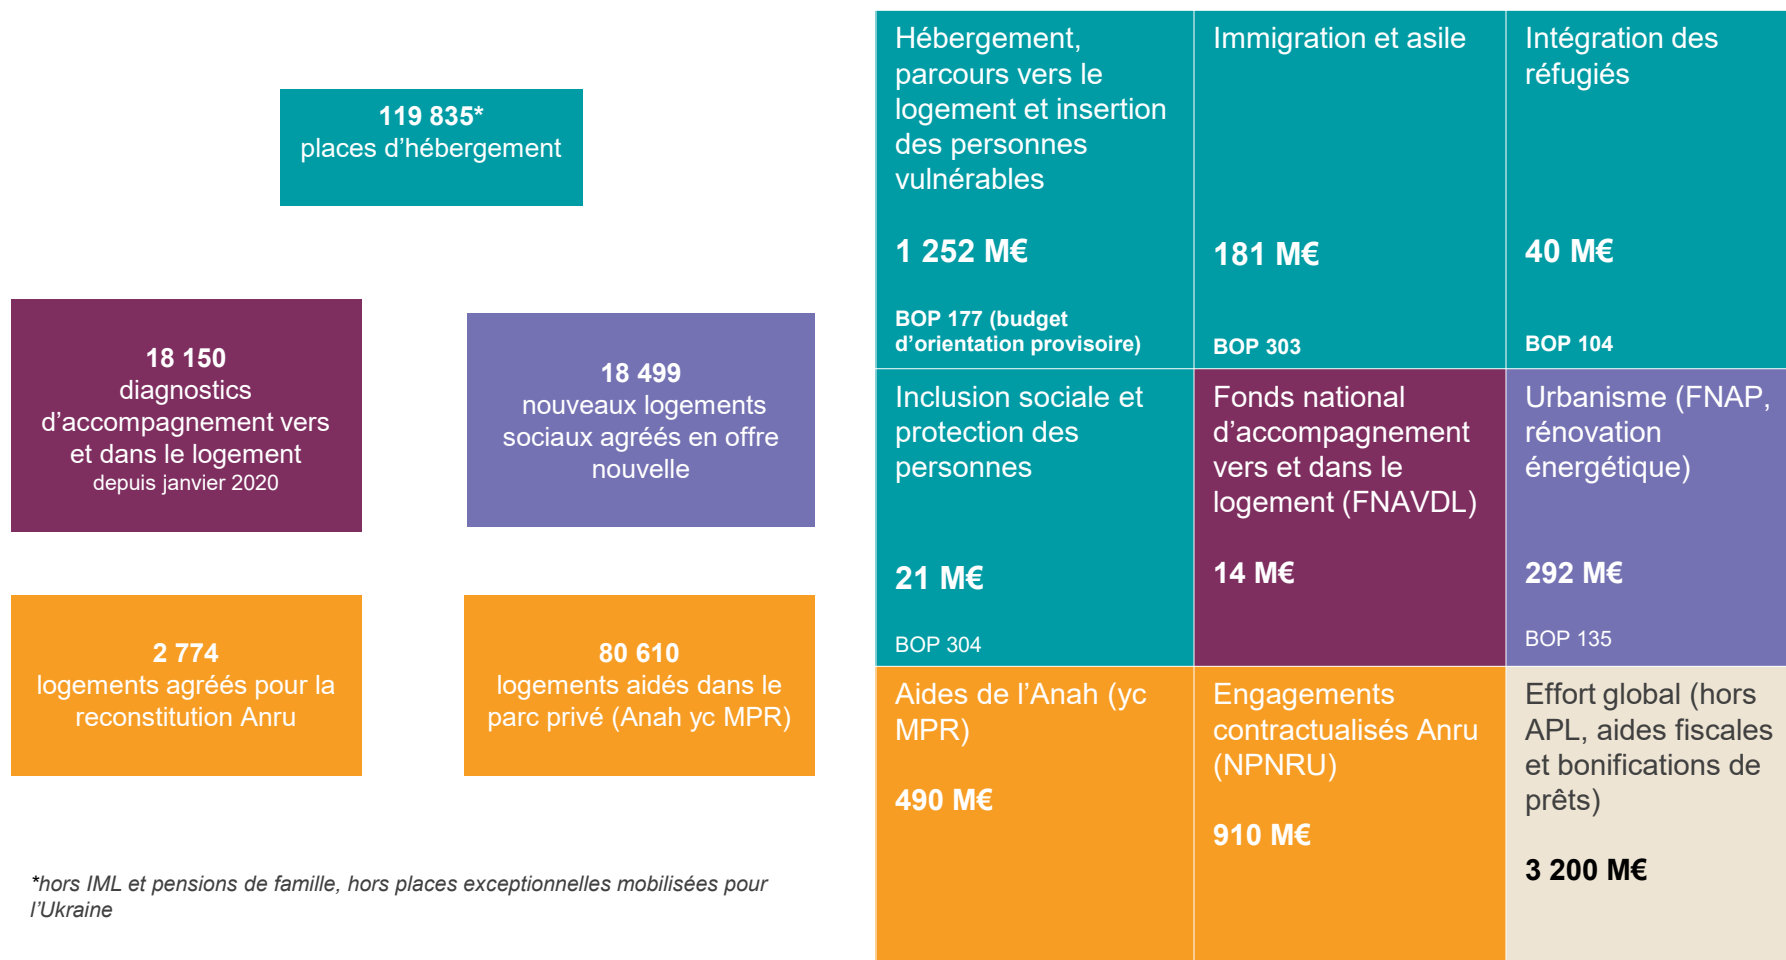 119 835*
places d’hébergement
18 150
diagnostics
d’accompagnement vers
et dans le logement
depuis janvier 2020
18 499
nouveaux logements
sociaux agréés en offre
nouvelle
2 774
logements agréés pour la
reconstitution Anru
80 610
logements aidés dans le
parc privé (Anah yc MPR)
*hors IML et pensions de famille, hors places exceptionnelles mobilisées pour
l’Ukraine
Hébergement,
parcours vers le
logement et insertion
des personnes
vulnérables
1 252 M€
BOP 177 (budget
d’orientation provisoire)
Immigration et asile
181 M€
BOP 303
Intégration des
réfugiés
40 M€
BOP 104
Inclusion sociale et
protection des
personnes
21 M€
BOP 304
Fonds national
d’accompagnement
vers et dans le
logement (FNAVDL)
14 M€
Urbanisme (FNAP,
rénovation
énergétique)
292 M€
BOP 135
Aides de l’Anah (yc
MPR)
490 M€
Engagements
contractualisés Anru
(NPNRU)
910 M€
Effort global (hors
APL, aides fiscales
et bonifications de
prêts)
3 200 M€